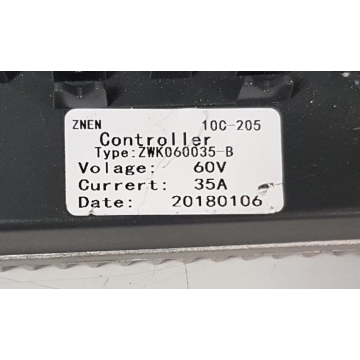 ZNEN 10C-205
Controller
Type:ZWK060035-B
Volage: 60V
Currert: 35A
Date: 20180106